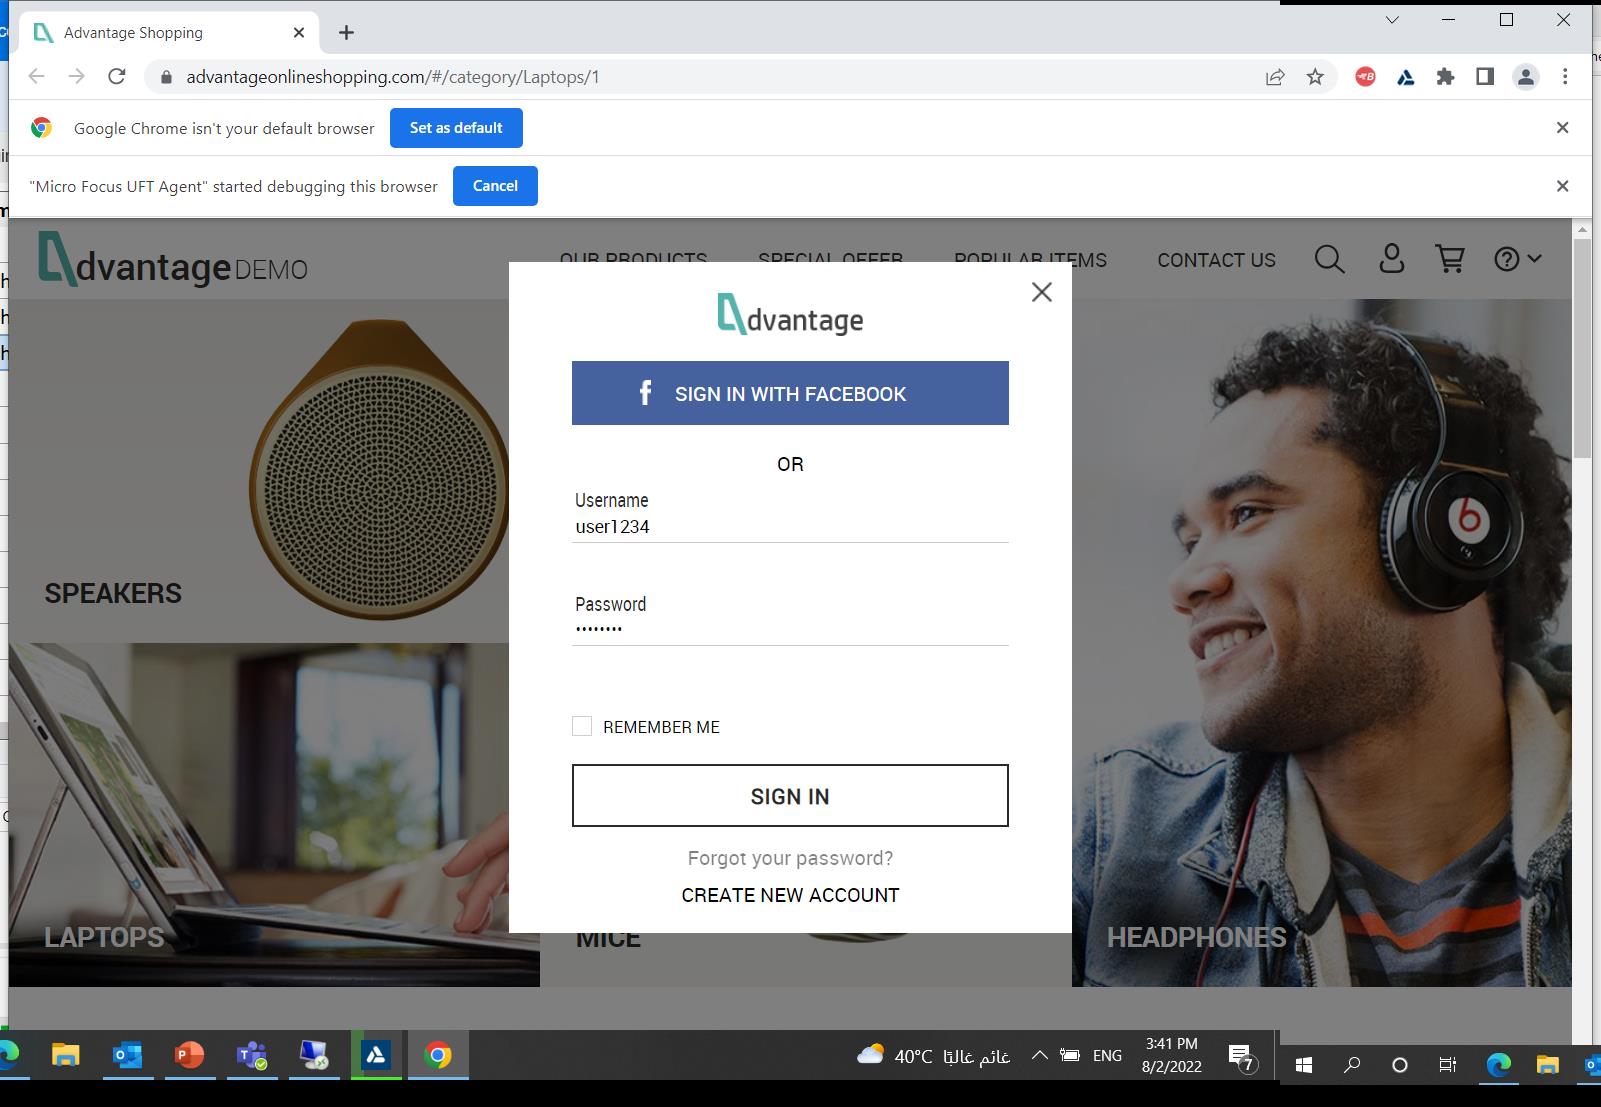 Advantage Shopping
advantageonlineshopping.com/#/category/Laptops/1
Google Chrome isn't your default browser
Set as default
"Micro Focus UFT Agent" started debugging this browser
Cancel
dvantage DEMO
OUR PRODUCTS
SPECIAL OFFER
POPULAR ITEMS
CONTACT US
dvantage
SIGN IN WITH FACEBOOK
OR
Username
user1234
Password
••••••••
REMEMBER ME
SIGN IN
Forgot your password?
CREATE NEW ACCOUNT
SPEAKERS
LAPTOPS
MICE
HEADPHONES
40°C غائم غالبًا
ENG
3:41 PM
8/2/2022
7